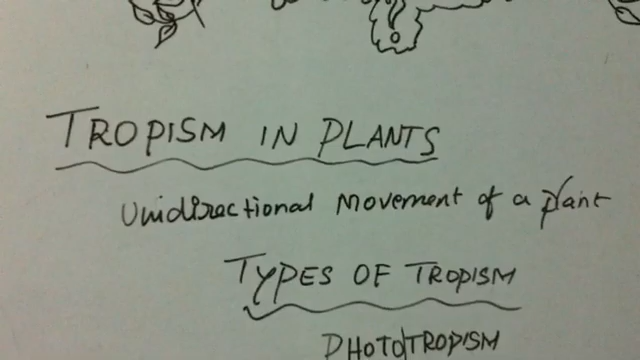 ?
TROPISM IN PLANTS
Unidirectional Movement of a plant
TYPES OF TROPISM
PHOTOTROPISM